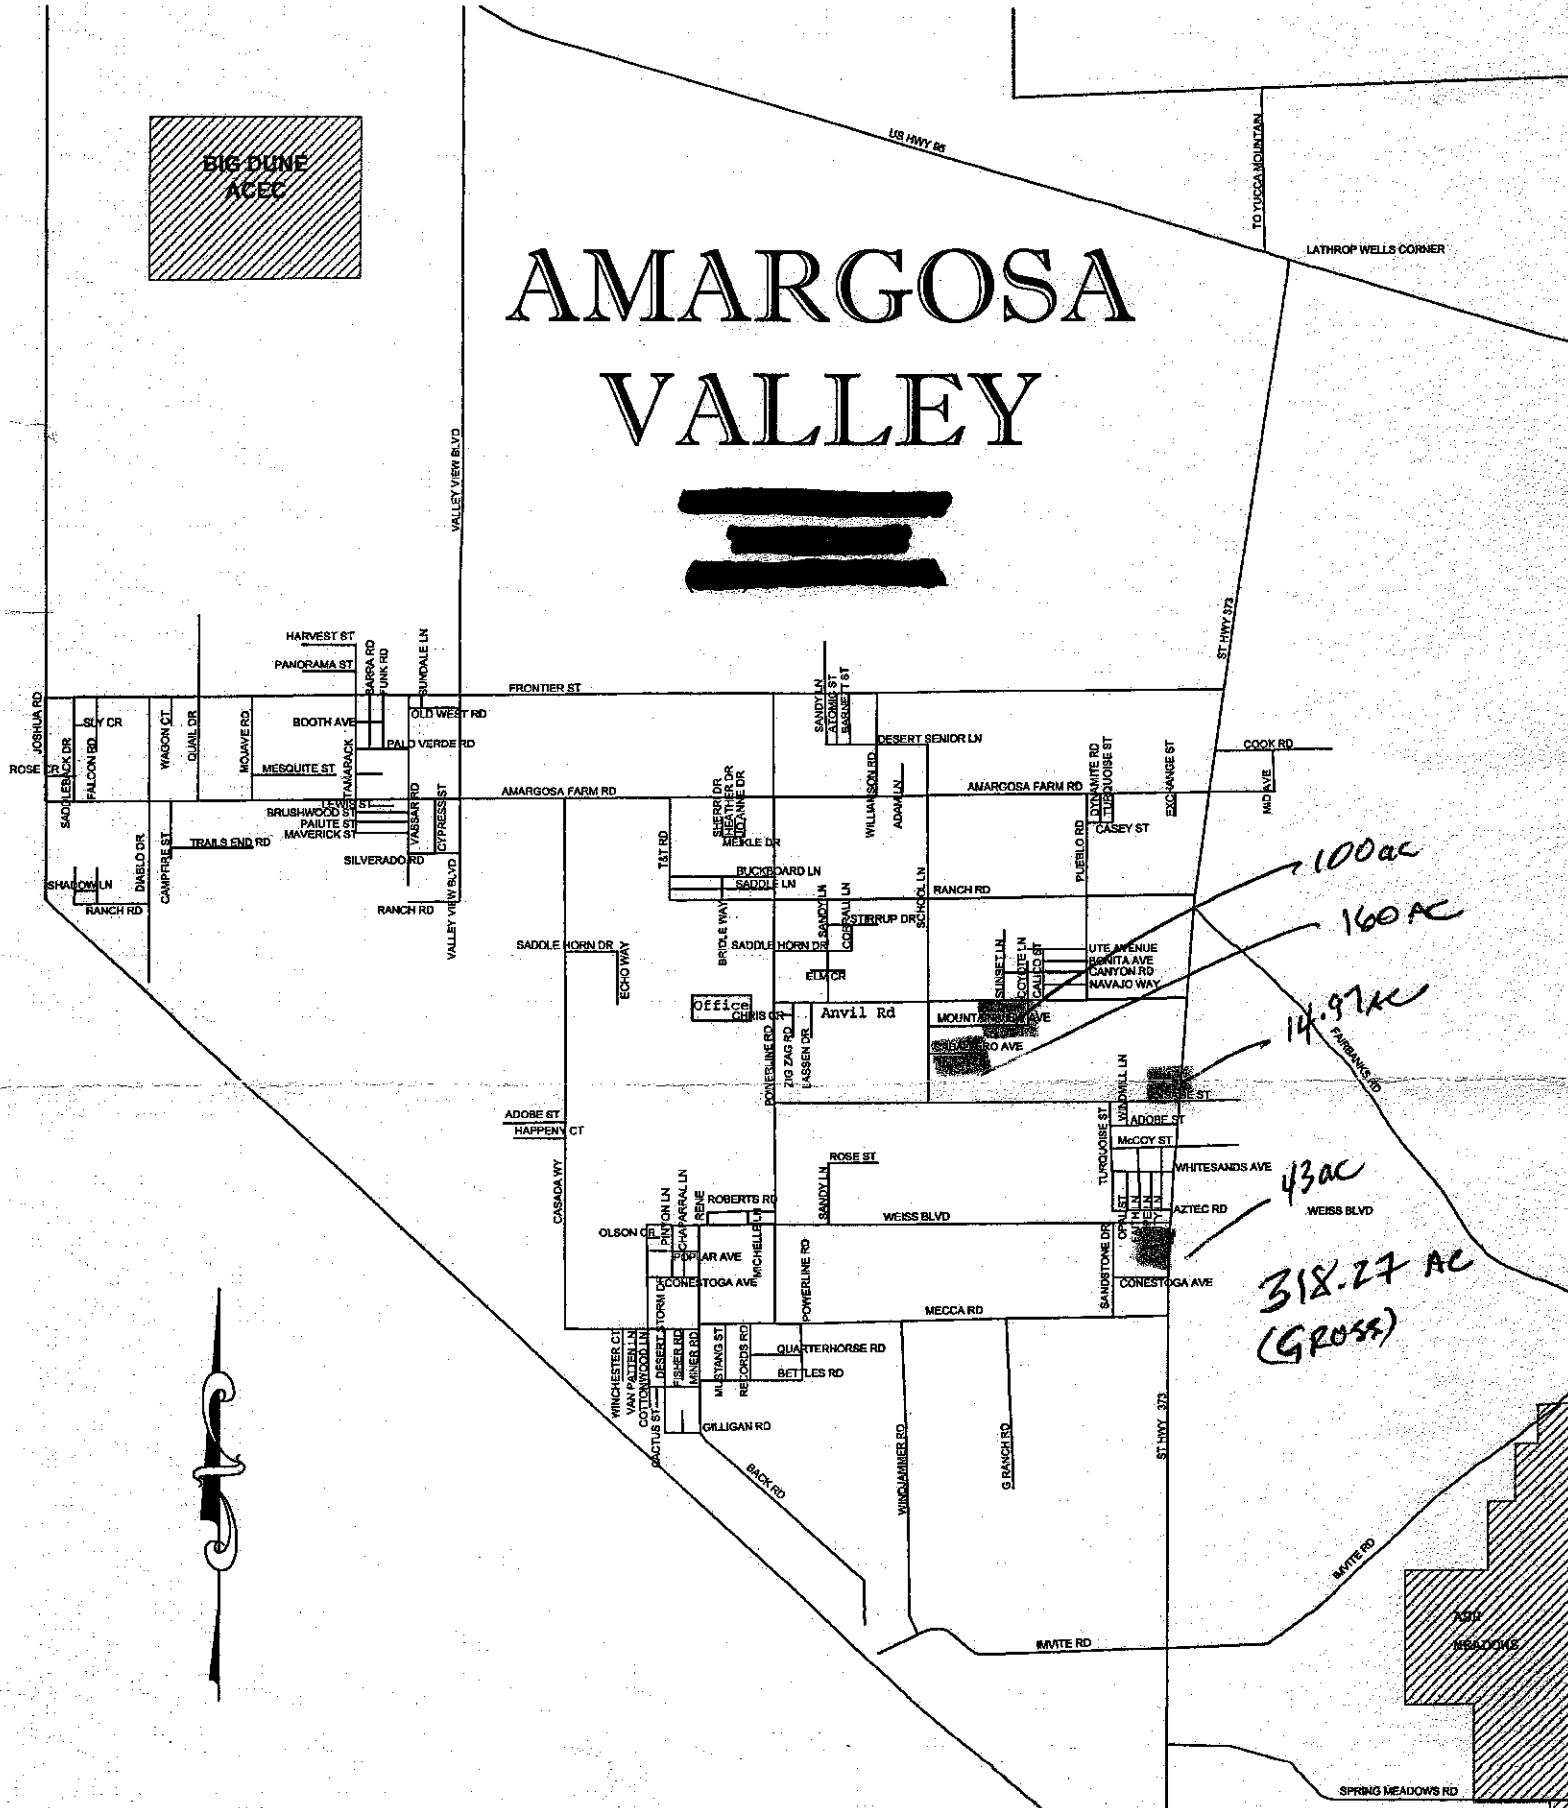 US HWY 95
TO YUCCA MOUNTAIN
LATHROP WELLS CORNER
BIG DUNE
ACEC
AMARGOSA
VALLEY
VALLEY VIEW BLVD
ST HWY 373
HARVEST ST
PANORAMA ST
BARRA RD
FUNK RD
SUNDALE LN
FRONTIER ST
JOSHUA RD
SLY CR
WAGON CT
QUAIL DR
MOJAVE RD
BOOTH AVE
OLD WEST RD
PALO VERDE RD
SANDY LN
ATOMIC ST
BARNETT ST
DESERT SENIOR LN
COOK RD
ROSE CR
SADDLEBACK DR
FALCON RD
MESQUITE ST
TAMARACK
AMARGOSA FARM RD
SHERRI DR
HEATHER DR
WILLIAMSON RD
ADAM LN
AMARGOSA FARM RD
DYNAMITE RD
TURQUOISE ST
EXCHANGE ST
MID AVE
LEWIS ST
BRUSHWOOD ST
PAIUTE ST
MAVERICK ST
VASSAR RD
CYPRESS ST
CASEY ST
TRAILS END RD
SILVERADO RD
T&T RD
MEIKLE DR
PUEBLO RD
100ac
SHADOW LN
DIABLO DR
CAMPFIRE ST
BUCKBOARD LN
SADDLE LN
SCHOOL LN
RANCH RD
RANCH RD
RANCH RD
VALLEY VIEW BLVD
160 AC
SADDLE HORN DR
ECHO WAY
BRIDLE WAY
SADDLE HORN DR
SANDY LN
CORRAL LN
STIRRUP DR
ELM CR
SUNSET LN
COYOTE LN
CALICO ST
UTE AVENUE
BONITA AVE
CANYON RD
NAVAJO WAY
Office
CHRIS CR
Anvil Rd
14.97 AC
POWERLINE RD
ZIG ZAG RD
LASSEN DR
FAIRBANKS RD
WINDMILL LN
ADOBE ST
HAPPENY CT
TURQUOISE ST
ADOBE ST
McCOY ST
CASADA WY
ROSE ST
SANDY LN
WHITESANDS AVE
43ac
PINYON LN
CHAPARRAL LN
RENE
ROBERTS RD
MICHELLE LN
WEISS BLVD
OPAL ST
FAITH LN
AZTEC RD
WEISS BLVD
OLSON CR
POPLAR AVE
CONESTOGA AVE
POWERLINE RD
SANDSTONE DR
CONESTOGA AVE
318.27 AC
(GROSS)
MECCA RD
WINCHESTER CT
VAN PATTEN LN
COTTONWOOD LN
DESERT STORM DR
FISHER RD
MINER RD
MUSTANG ST
RECORDS RD
QUARTERHORSE RD
BETTLES RD
CACTUS ST
GILLIGAN RD
BACK RD
WINDJAMMER RD
G RANCH RD
ST HWY 373
IMVITE RD
IMVITE RD
ASH
MEADOWS
SPRING MEADOWS RD